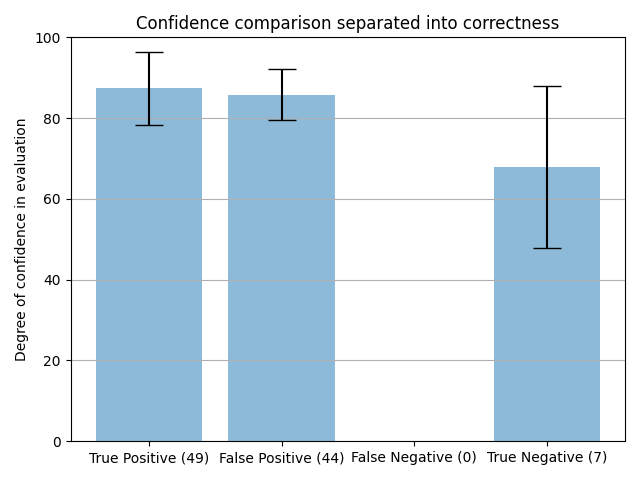 Confidence comparison separated into correctness
Degree of confidence in evaluation
100
80
60
40
20
0
True Positive (49)
False Positive (44)
False Negative (0)
True Negative (7)